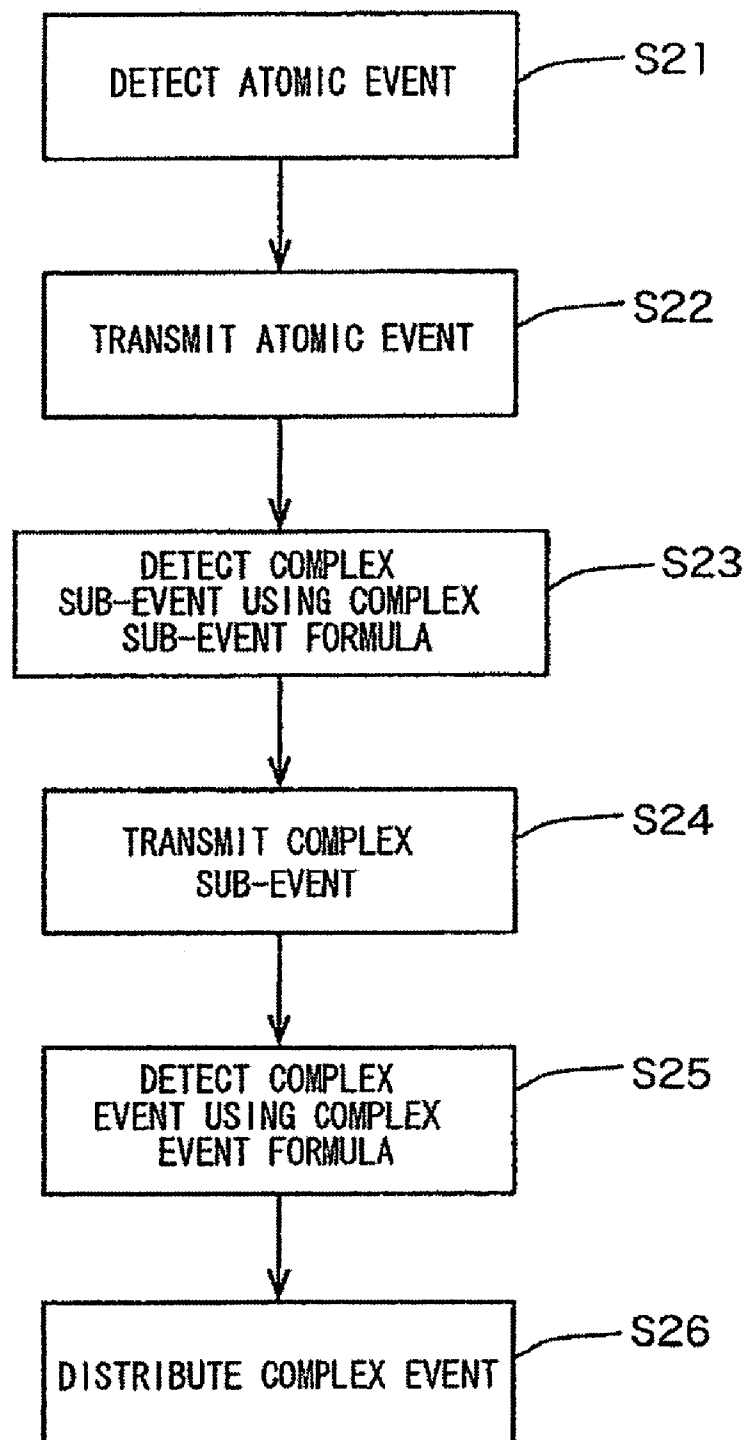 DETECT ATOMIC EVENT
S21
TRANSMIT ATOMIC EVENT
S22
DETECT COMPLEX
SUB-EVENT USING COMPLEX
SUB-EVENT FORMULA
S23
TRANSMIT COMPLEX
SUB-EVENT
S24
DETECT COMPLEX
EVENT USING COMPLEX
EVENT FORMULA
S25
DISTRIBUTE COMPLEX EVENT
S26